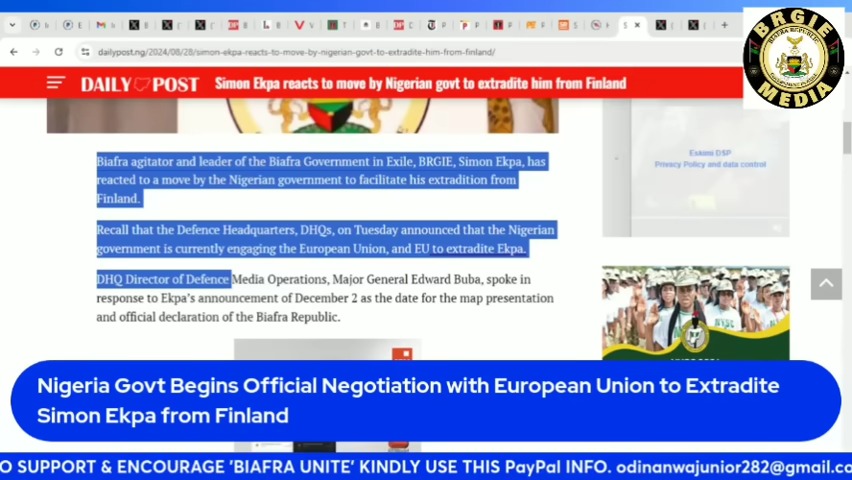 dailypost.ng/2024/08/28/simon-ekpa-reacts-to-move-by-nigerian-govt-to-extradite-him-from-finland/
BRGIE
BIAFRA REPUBLIC
MEDIA
DAILY POST Simon Ekpa reacts to move by Nigerian govt to extradite him from Finland
Biafra agitator and leader of the Biafra Government in Exile, BRGIE, Simon Ekpa, has
reacted to a move by the Nigerian government to facilitate his extradition from
Finland.
Recall that the Defence Headquarters, DHQs, on Tuesday announced that the Nigerian
government is currently engaging the European Union, and EU to extradite Ekpa.
DHQ Director of Defence Media Operations, Major General Edward Buba, spoke in
response to Ekpa's announcement of December 2 as the date for the map presentation
and official declaration of the Biafra Republic.
Privacy Policy and data control
Nigeria Govt Begins Official Negotiation with European Union to Extradite
Simon Ekpa from Finland
O SUPPORT & ENCOURAGE 'BIAFRA UNITE' KINDLY USE THIS PayPal INFO. odinanwajunior282@gmail.co